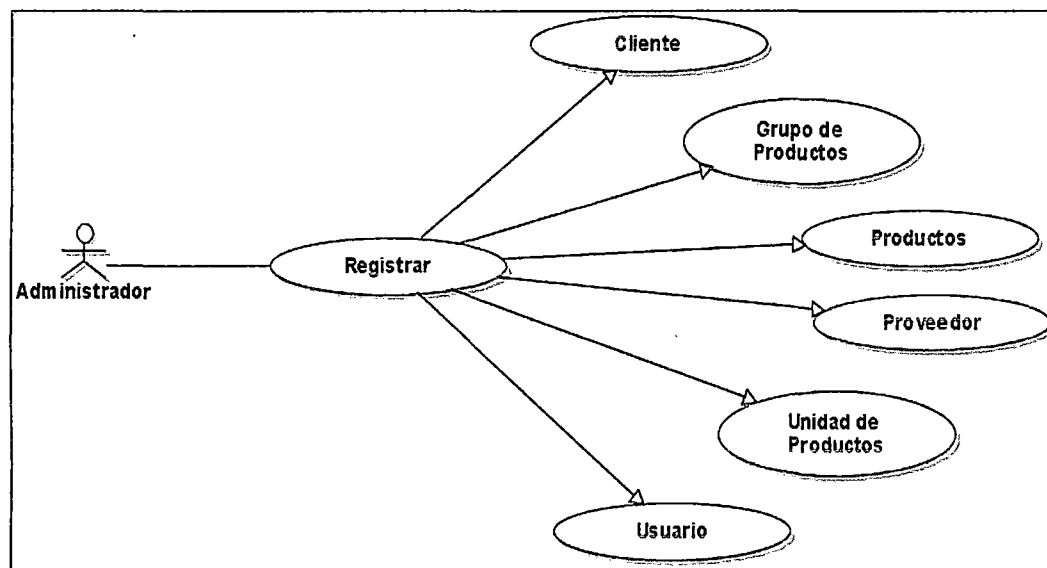 Cliente
Grupo de
Productos
Productos
Registrar
Administrador
Proveedor
Unidad de
Productos
Usuario